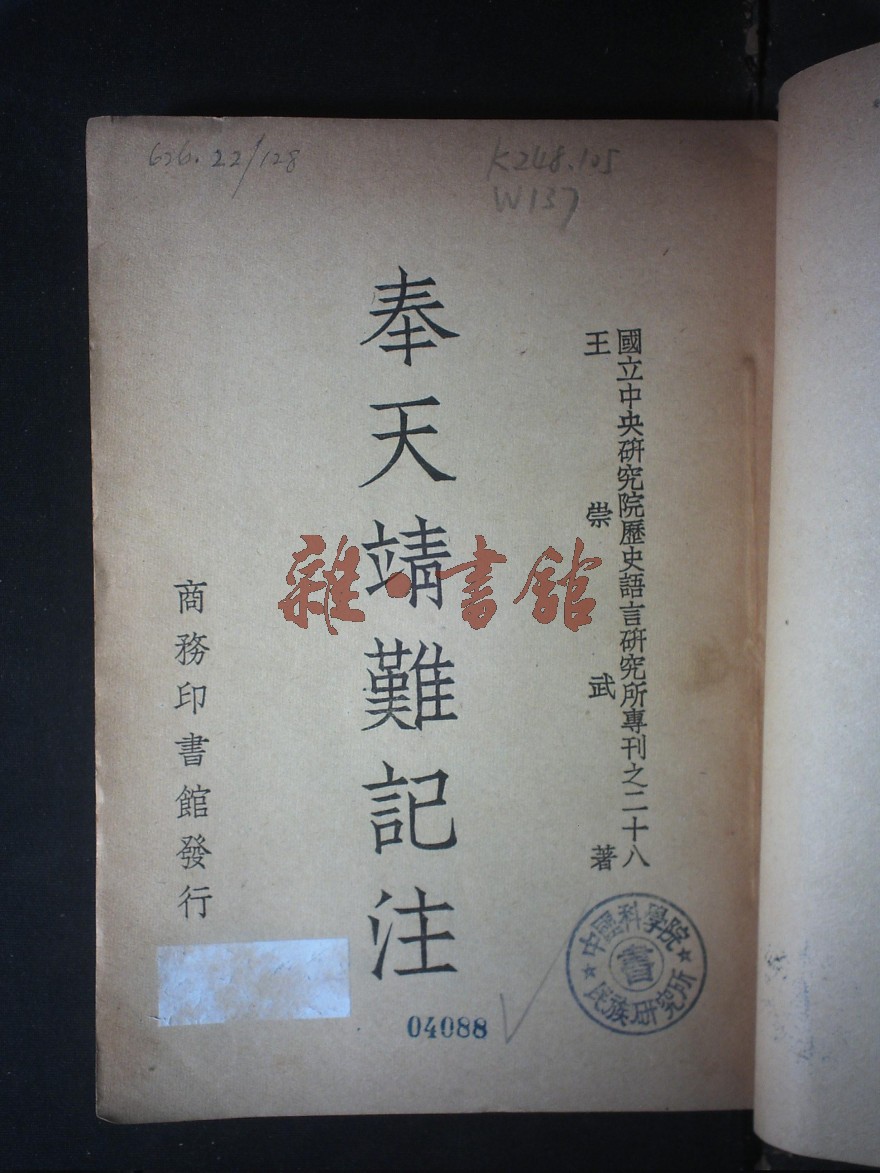 626.22/128
K248.105
W137
國立中央研究院歷史語言研究所專刊之二十八
王崇武著
奉天靖難記注
商務印書館發行
雜·書館
中國科學院
書
民族研究所
04088